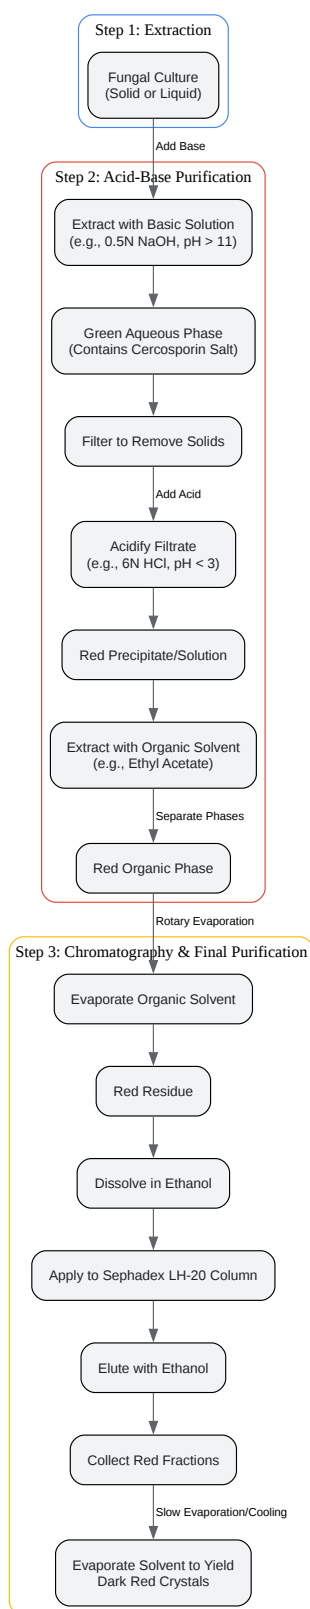 Step 1: Extraction
Fungal Culture
(Solid or Liquid)
Add Base
Step 2: Acid-Base Purification
Extract with Basic Solution
(e.g., 0.5N NaOH, pH > 11)
Green Aqueous Phase
(Contains Cercosporin Salt)
Filter to Remove Solids
Add Acid
Acidify Filtrate
(e.g., 6N HCl, pH < 3)
Red Precipitate/Solution
Extract with Organic Solvent
(e.g., Ethyl Acetate)
Separate Phases
Red Organic Phase
Rotary Evaporation
Step 3: Chromatography & Final Purification
Evaporate Organic Solvent
Red Residue
Dissolve in Ethanol
Apply to Sephadex LH-20 Column
Elute with Ethanol
Collect Red Fractions
Slow Evaporation/Cooling
Evaporate Solvent to Yield
Dark Red Crystals